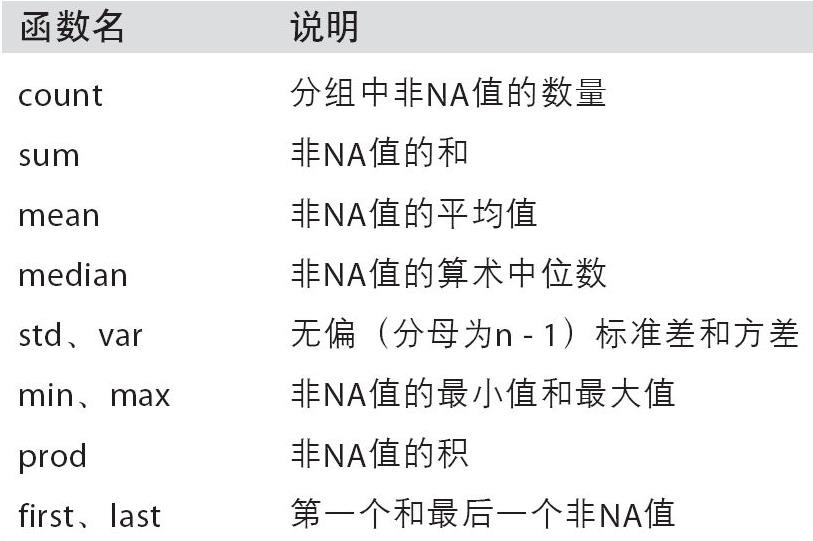 函数名 说明
count 分组中非NA值的数量
sum 非NA值的和
mean 非NA值的平均值
median 非NA值的算术中位数
std、var 无偏（分母为n - 1）标准差和方差
min、max 非NA值的最小值和最大值
prod 非NA值的积
first、last 第一个和最后一个非NA值